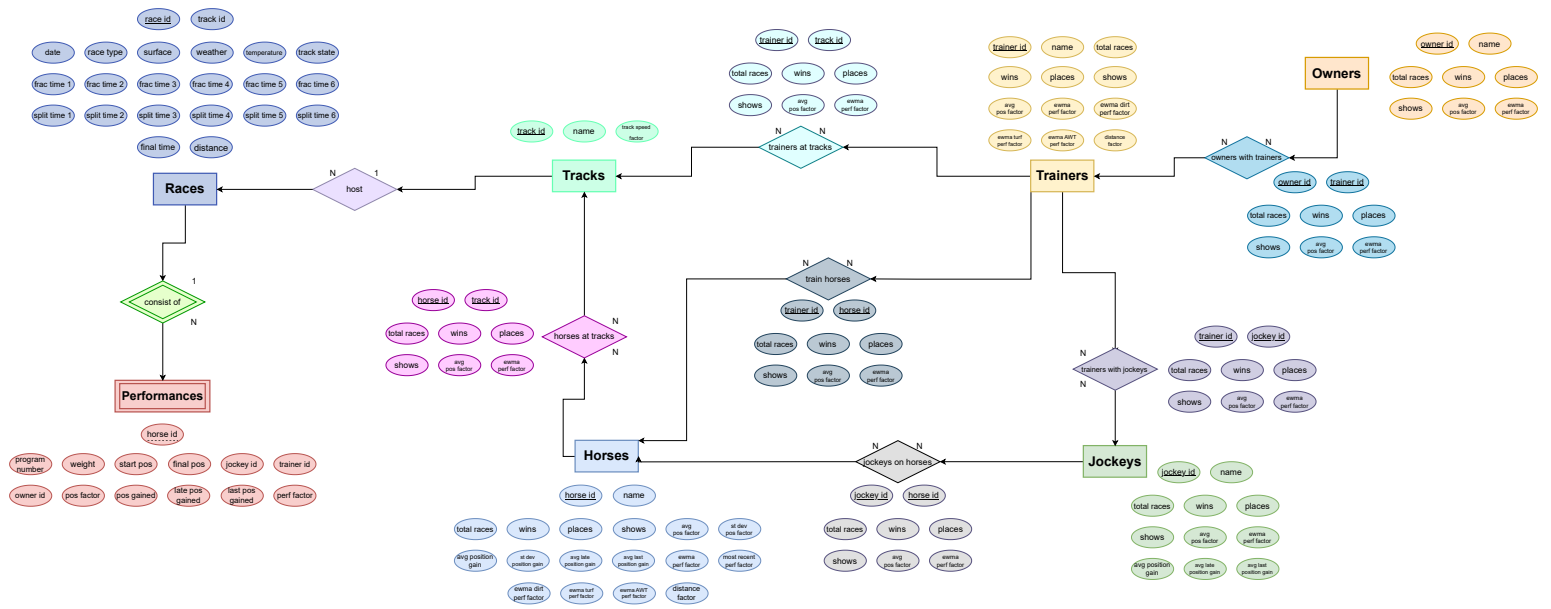 race id
track id
date
race type
surface
weather
temperature
track state
frac time 1
frac time 2
frac time 3
frac time 4
frac time 5
frac time 6
split time 1
split time 2
split time 3
split time 4
split time 5
split time 6
final time
distance
Races
N
1
host
track id
name
track speed
factor
Tracks
trainer id
track id
total races
wins
places
shows
avg
pos factor
ewma
perf factor
N
N
trainers at tracks
trainer id
name
total races
wins
places
shows
avg
pos factor
ewma
perf factor
ewma dirt
perf factor
ewma turf
perf factor
ewma AWT
perf factor
distance
factor
Trainers
Owners
owner id
name
total races
wins
places
shows
avg
pos factor
ewma
perf factor
N
N
owners with trainers
owner id
trainer id
total races
wins
places
shows
avg
pos factor
ewma
perf factor
1
consist of
N
Performances
horse id
program
number
weight
start pos
final pos
jockey id
trainer id
owner id
pos factor
pos gained
late pos
gained
last pos
gained
perf factor
horse id
track id
total races
wins
places
shows
avg
pos factor
ewma
perf factor
N
horses at tracks
N
N
N
train horses
trainer id
horse id
total races
wins
places
shows
avg
pos factor
ewma
perf factor
N
trainers with jockeys
N
trainer id
jockey id
total races
wins
places
shows
avg
pos factor
ewma
perf factor
Horses
horse id
name
total races
wins
places
shows
avg
pos factor
st dev
pos factor
avg position
gain
st dev
position gain
avg late
position gain
avg last
position gain
ewma
perf factor
most recent
perf factor
ewma dirt
perf factor
ewma turf
perf factor
ewma AWT
perf factor
distance
factor
N
N
jockeys on horses
jockey id
horse id
total races
wins
places
shows
avg
pos factor
ewma
perf factor
Jockeys
jockey id
name
total races
wins
places
shows
avg
pos factor
ewma
perf factor
avg position
gain
avg late
position gain
avg last
position gain